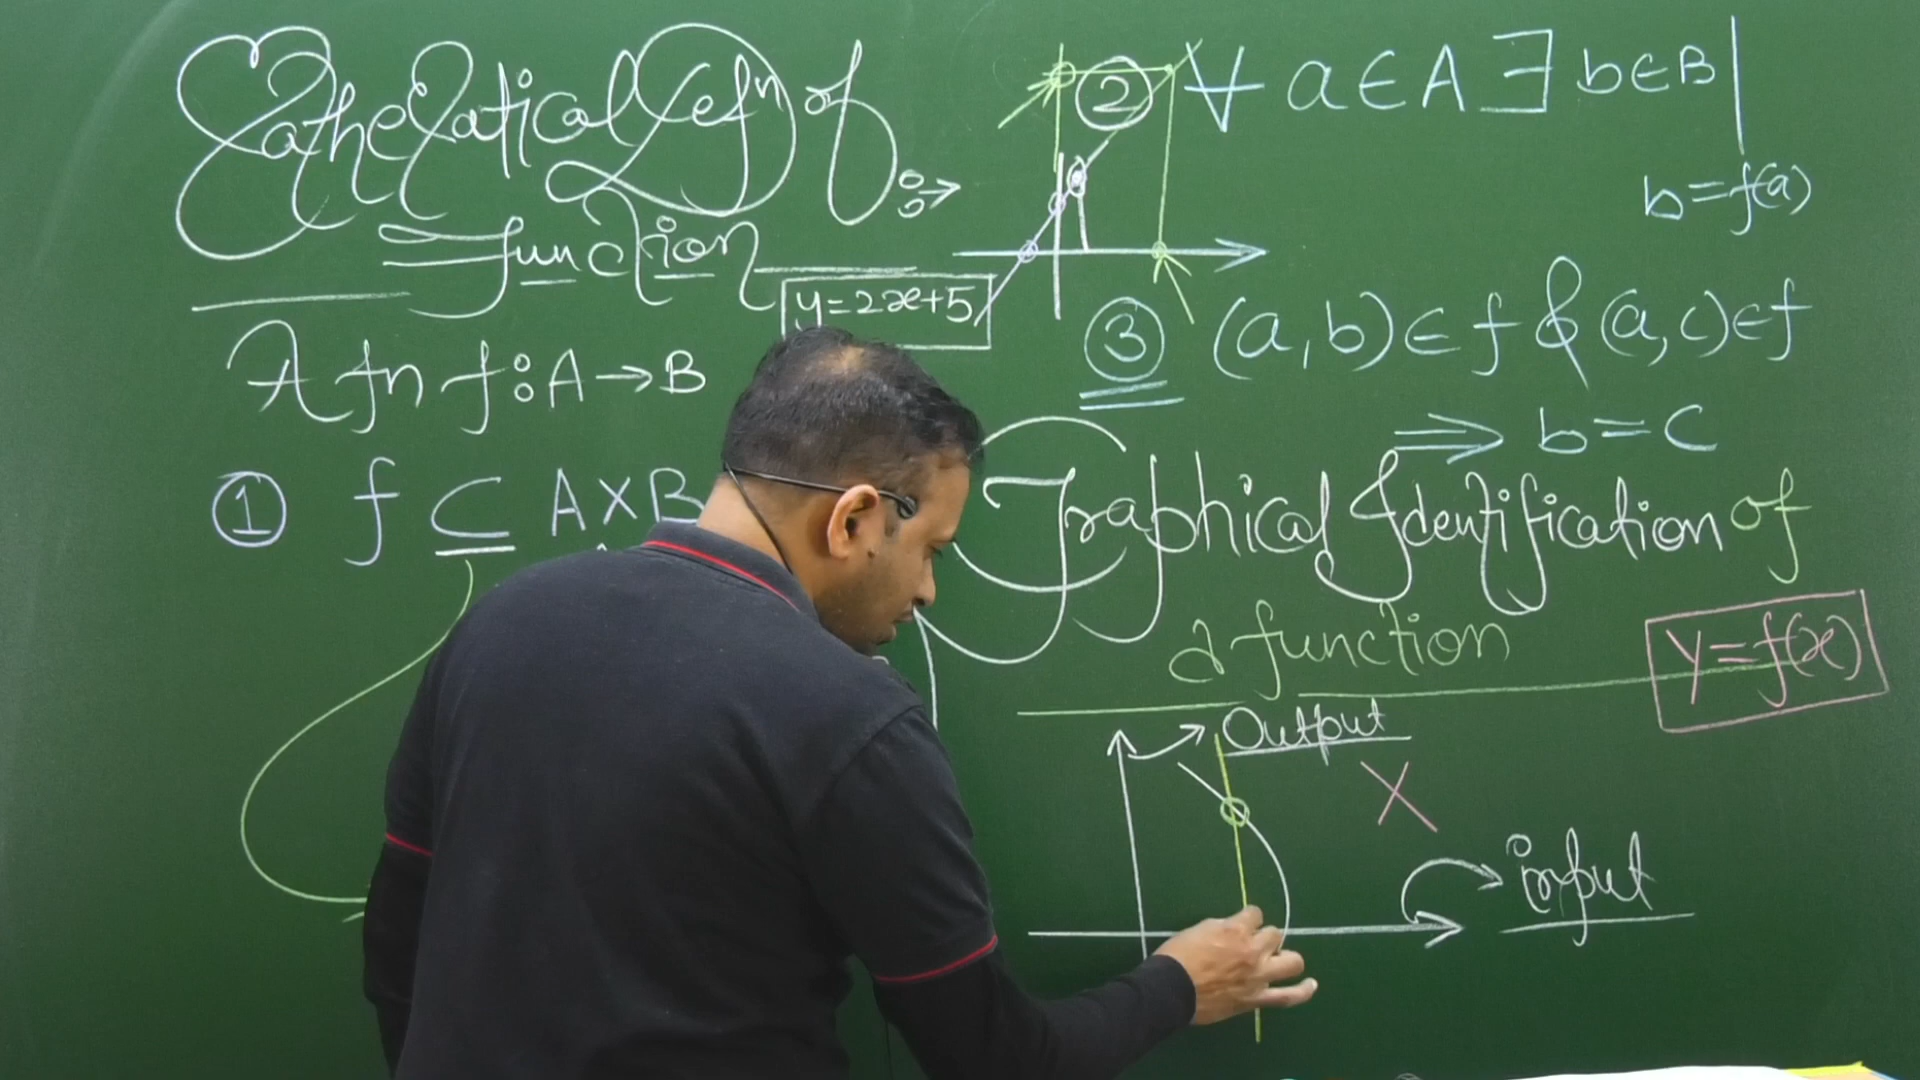 Mathematical Defⁿ of
function :→
y=2x+5
A fn f: A→B
① f ⊆ A×B
② ∀ a∈A ∃ b∈B |
b=f(a)
③ (a,b)∈f & (a,c)∈f
⇒ b=c
Graphical Identification of
a function
y=f(x)
Output
X
input